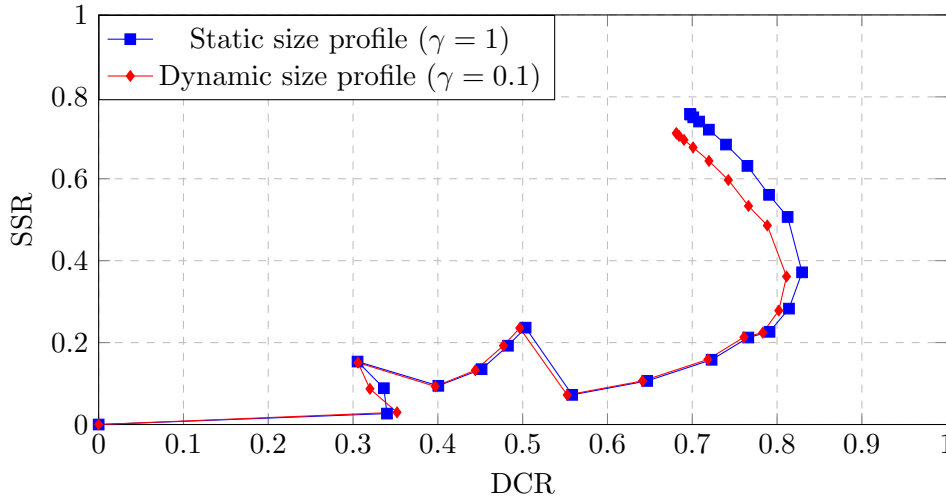 1
Static size profile (γ = 1)
Dynamic size profile (γ = 0.1)
0.8
0.6
SSR
0.4
0.2
0
0 0.1 0.2 0.3 0.4 0.5 0.6 0.7 0.8 0.9 1
DCR